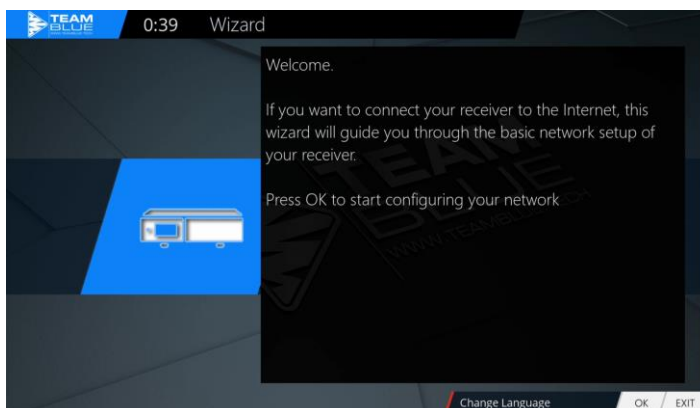 TEAM
BLUE
0:39
Wizard
Welcome.
If you want to connect your receiver to the Internet, this
wizard will guide you through the basic network setup of
your receiver.
Press OK to start configuring your network
TEAM
BLUE
WWW.TEAMBLUE.TECH
Change Language
OK
EXIT